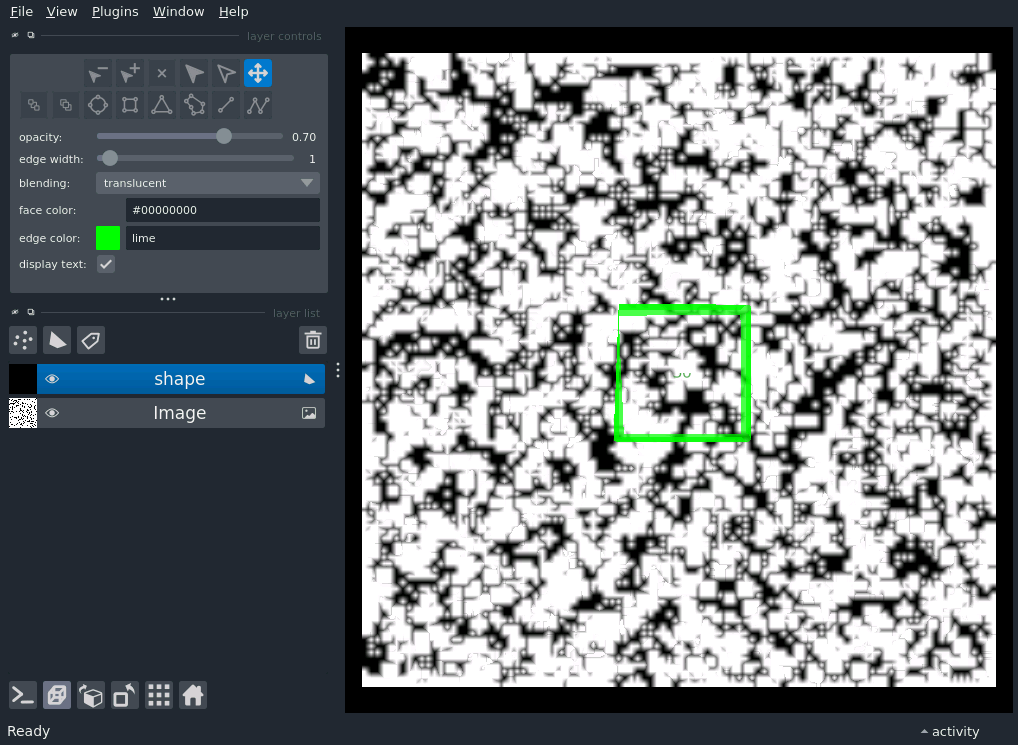 File View Plugins Window Help
layer controls
opacity: 0.70
edge width: 1
blending: translucent
face color: #00000000
edge color: lime
display text:
layer list
shape
Image
Ready
activity